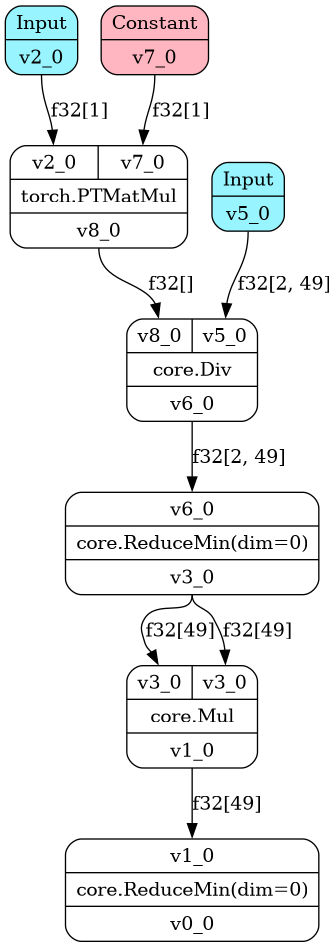 Input
v2_0
Constant
v7_0
f32[1]
f32[1]
v2_0 v7_0
torch.PTMatMul
v8_0
Input
v5_0
f32[]
f32[2, 49]
v8_0 v5_0
core.Div
v6_0
f32[2, 49]
v6_0
core.ReduceMin(dim=0)
v3_0
f32[49]
f32[49]
v3_0 v3_0
core.Mul
v1_0
f32[49]
v1_0
core.ReduceMin(dim=0)
v0_0